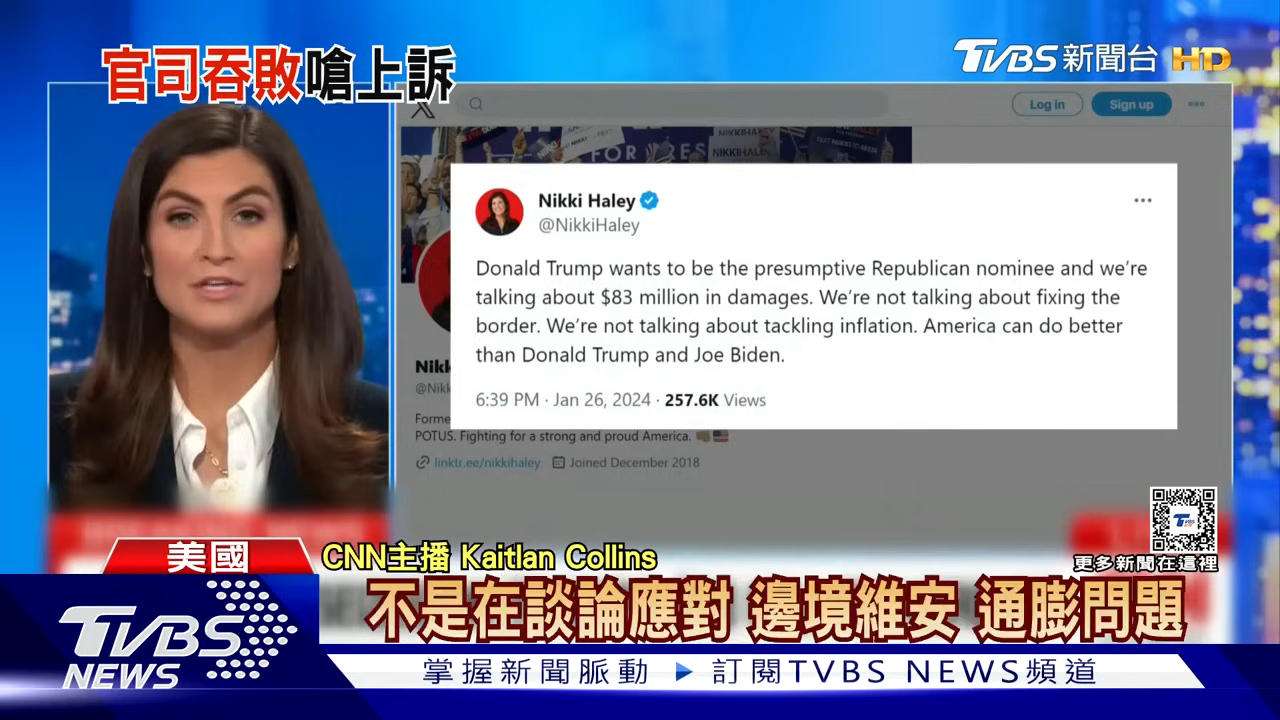 官司吞敗嗆上訴
TVBS新聞台 HD
Log in
Sign up
NIKKIHALEY
Nikki Haley
@NikkiHaley
Donald Trump wants to be the presumptive Republican nominee and we're
talking about $83 million in damages. We're not talking about fixing the
border. We're not talking about tackling inflation. America can do better
than Donald Trump and Joe Biden.
6:39 PM · Jan 26, 2024 · 257.6K Views
Nikk
@Nikk
Forme
POTUS. Fighting for a strong and proud America.
linktr.ee/nikkihaley
Joined December 2018
更多新聞在這裡
美國
CNN主播 Kaitlan Collins
不是在談論應對 邊境維安 通膨問題
TVBS
NEWS
掌握新聞脈動 ▶ 訂閱TVBS NEWS頻道